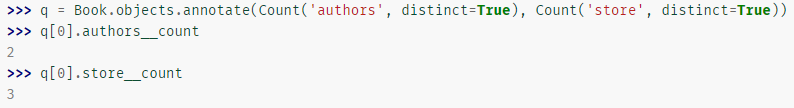 >>> q = Book.objects.annotate(Count('authors', distinct=True), Count('store', distinct=True))
>>> q[0].authors__count
2
>>> q[0].store__count
3